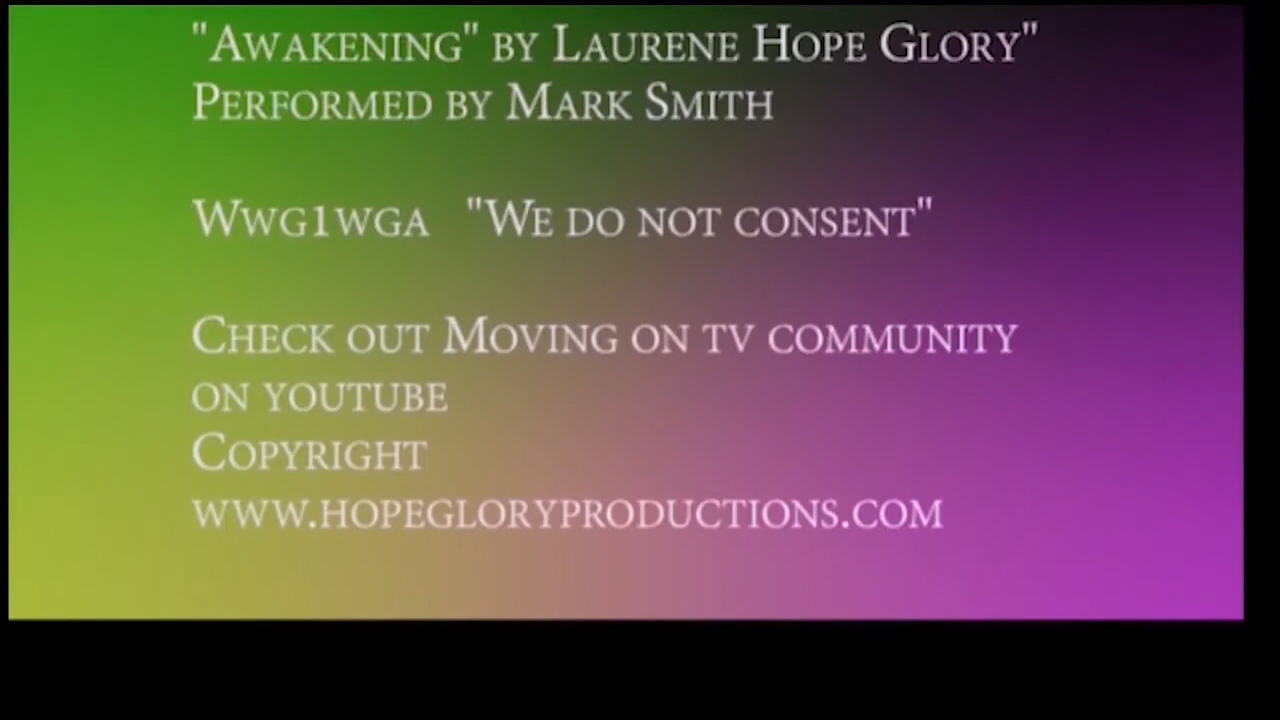 "Awakening" by Laurene Hope Glory"
Performed by Mark Smith
Wwg1wga "We do not consent"
Check out Moving on tv community
on youtube
Copyright
www.hopegloryproductions.com